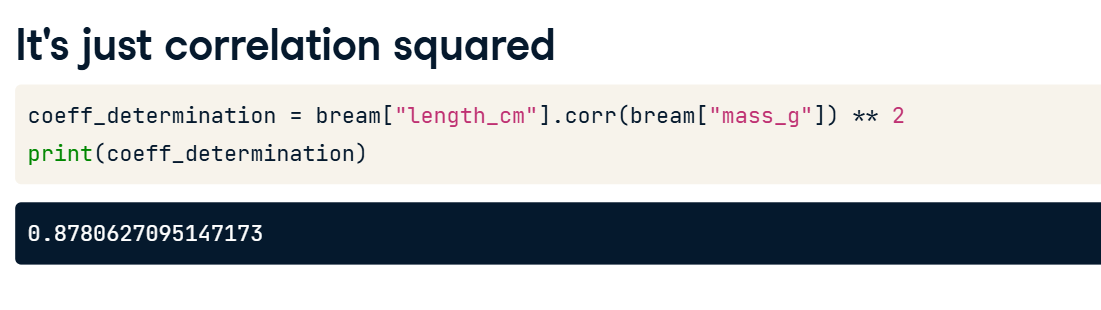 It's just correlation squared
coeff_determination = bream["length_cm"].corr(bream["mass_g"]) ** 2
print(coeff_determination)
0.8780627095147173